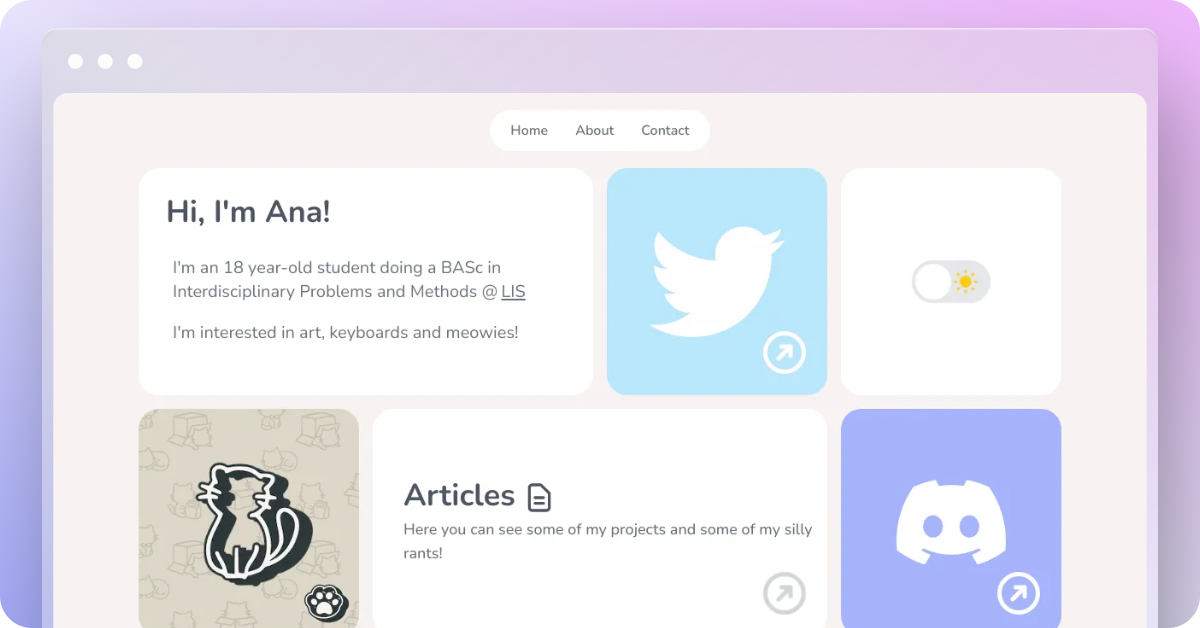 Home About Contact
Hi, I'm Ana!
I'm an 18 year-old student doing a BASc in
Interdisciplinary Problems and Methods @ LIS
I'm interested in art, keyboards and meowies!
Articles
Here you can see some of my projects and some of my silly
rants!